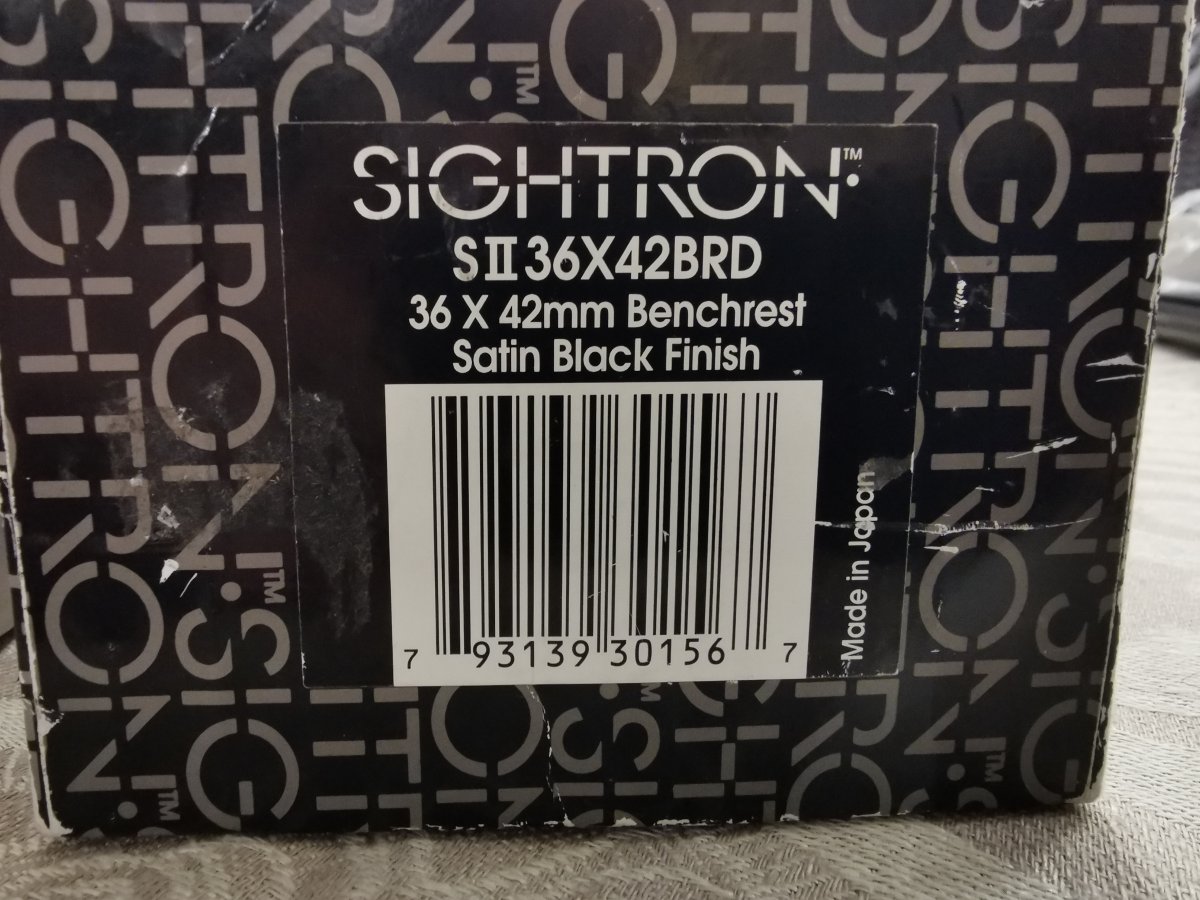 SIGHTRON™
SII 36X42BRD
36 X 42mm Benchrest
Satin Black Finish
7 93139 30156 7
Made in Japan